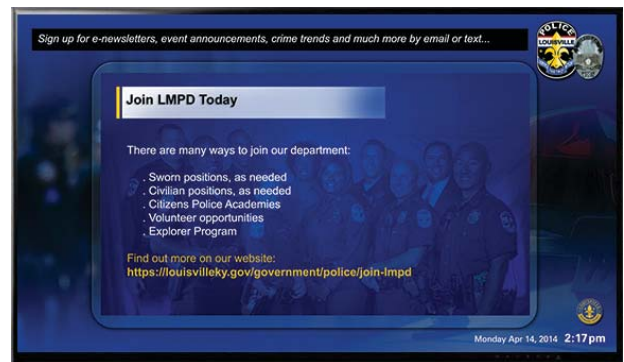 Sign up for e-newsletters, event announcements, crime trends and much more by email or text...
POLICE
LOUISVILLE
Join LMPD Today
There are many ways to join our department:
. Sworn positions, as needed
. Civilian positions, as needed
. Citizens Police Academies
. Volunteer opportunities
. Explorer Program
Find out more on our website:
https://louisvilleky.gov/government/police/join-lmpd
Monday Apr 14, 2014 2:17pm